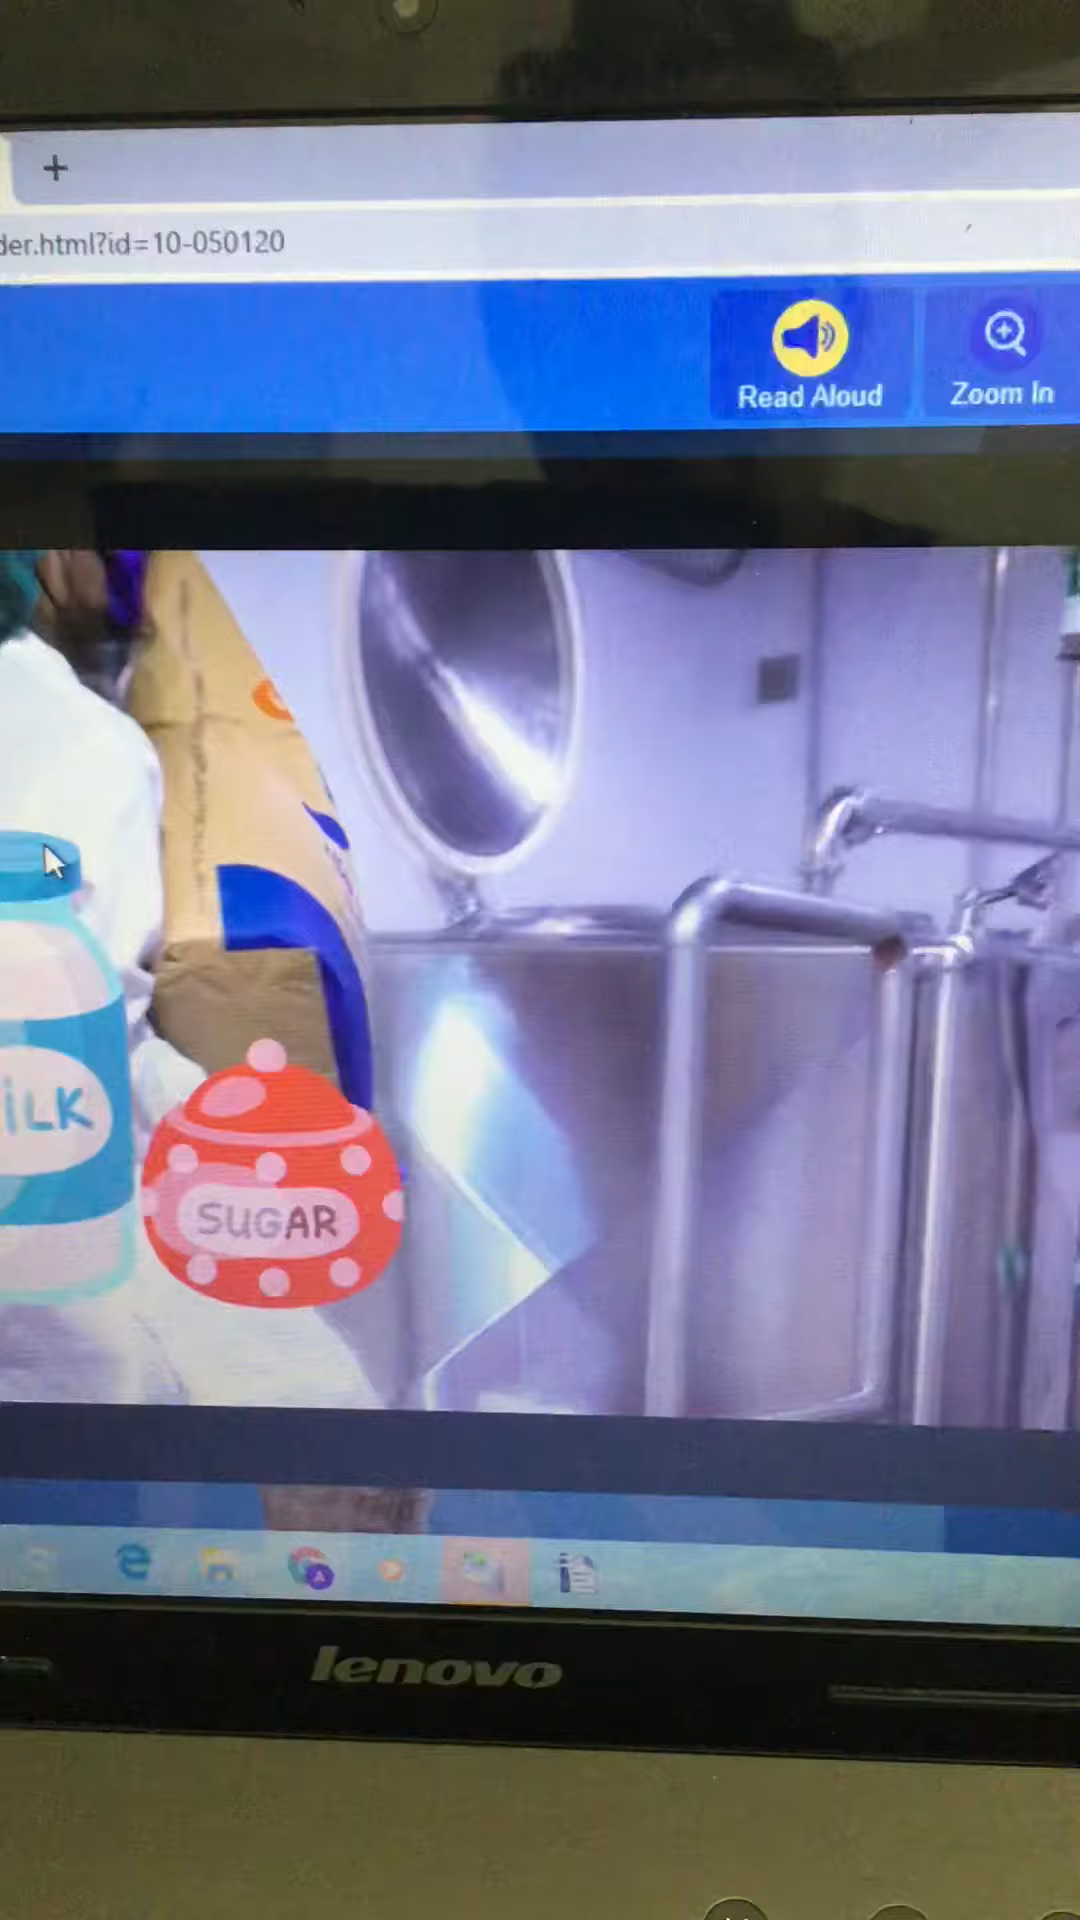 +
der.html?id=10-050120
Read Aloud
Zoom In
iLK
SUGAR
lenovo